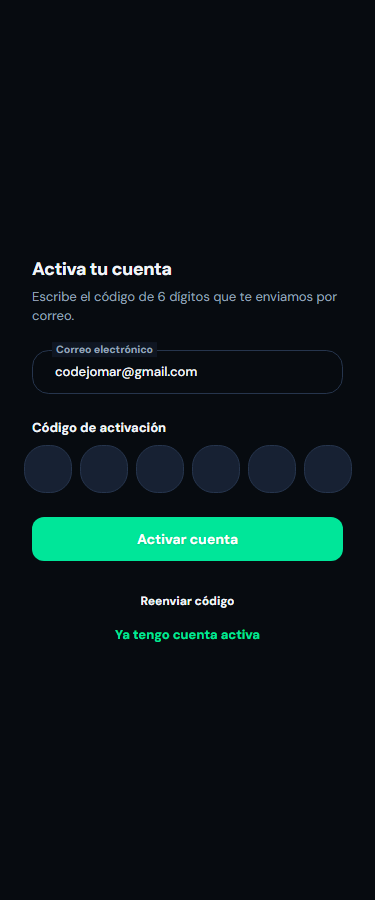 Activa tu cuenta
Escribe el código de 6 dígitos que te enviamos por
correo.
Correo electrónico
codejomar@gmail.com
Código de activación
Activar cuenta
Reenviar código
Ya tengo cuenta activa